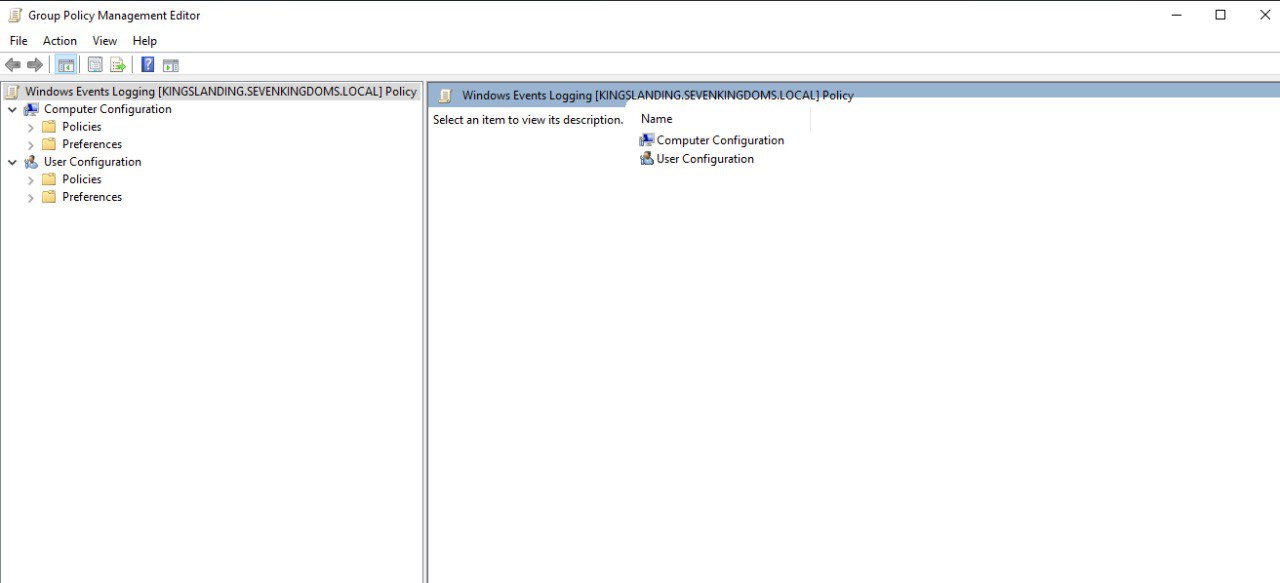 Group Policy Management Editor
File Action View Help
Windows Events Logging [KINGSLANDING.SEVENKINGDOMS.LOCAL] Policy
Computer Configuration
Policies
Preferences
User Configuration
Policies
Preferences
Windows Events Logging [KINGSLANDING.SEVENKINGDOMS.LOCAL] Policy
Select an item to view its description.
Name
Computer Configuration
User Configuration